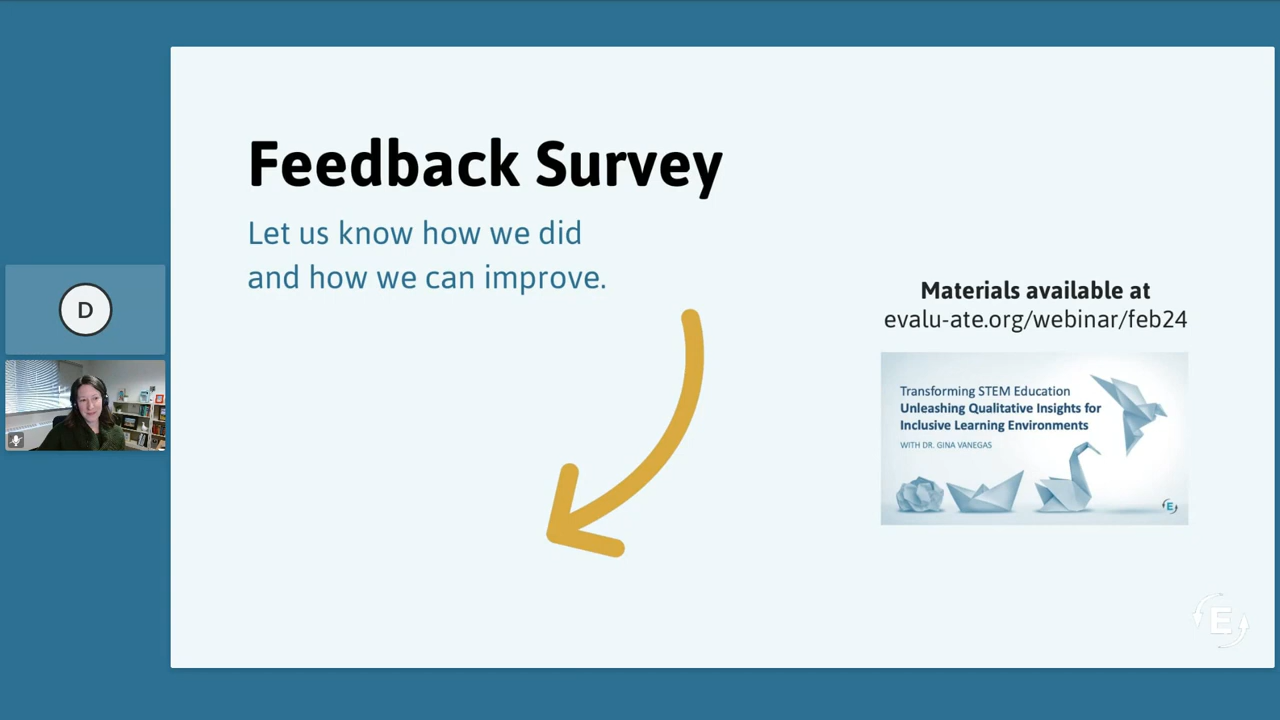 Feedback Survey
Let us know how we did
and how we can improve.
D
Materials available at
evalu-ate.org/webinar/feb24
Transforming STEM Education
Unleashing Qualitative Insights for
Inclusive Learning Environments
WITH DR. GINA VANEGAS
E
E